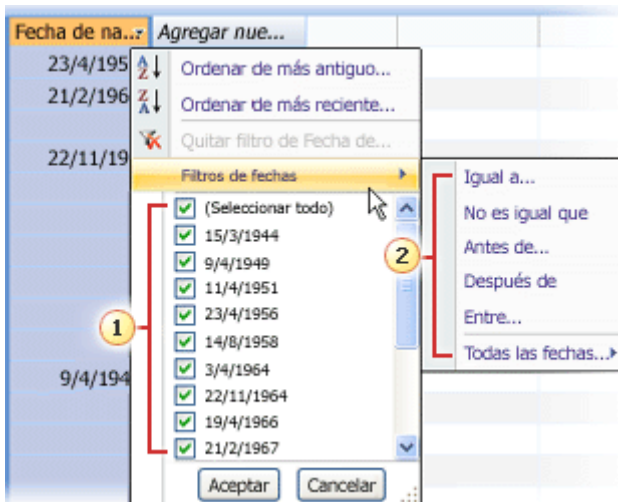 Fecha de na... Agregar nue...
23/4/195
21/2/196
22/11/19
9/4/194
Ordenar de más antiguo...
Ordenar de más reciente...
Quitar filtro de Fecha de...
Filtros de fechas
(Seleccionar todo)
15/3/1944
9/4/1949
11/4/1951
23/4/1956
14/8/1958
3/4/1964
22/11/1964
19/4/1966
21/2/1967
Aceptar Cancelar
1
2
Igual a...
No es igual que
Antes de...
Después de
Entre...
Todas las fechas...